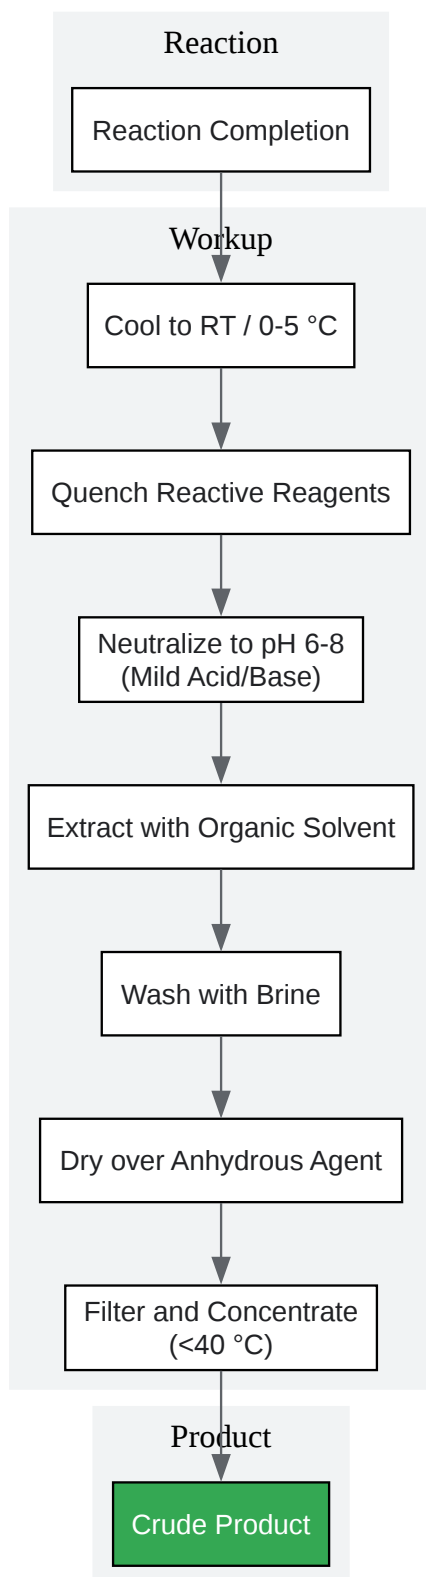 Reaction
Reaction Completion
Workup
Cool to RT / 0-5 °C
Quench Reactive Reagents
Neutralize to pH 6-8
(Mild Acid/Base)
Extract with Organic Solvent
Wash with Brine
Dry over Anhydrous Agent
Filter and Concentrate
(<40 °C)
Product
Crude Product